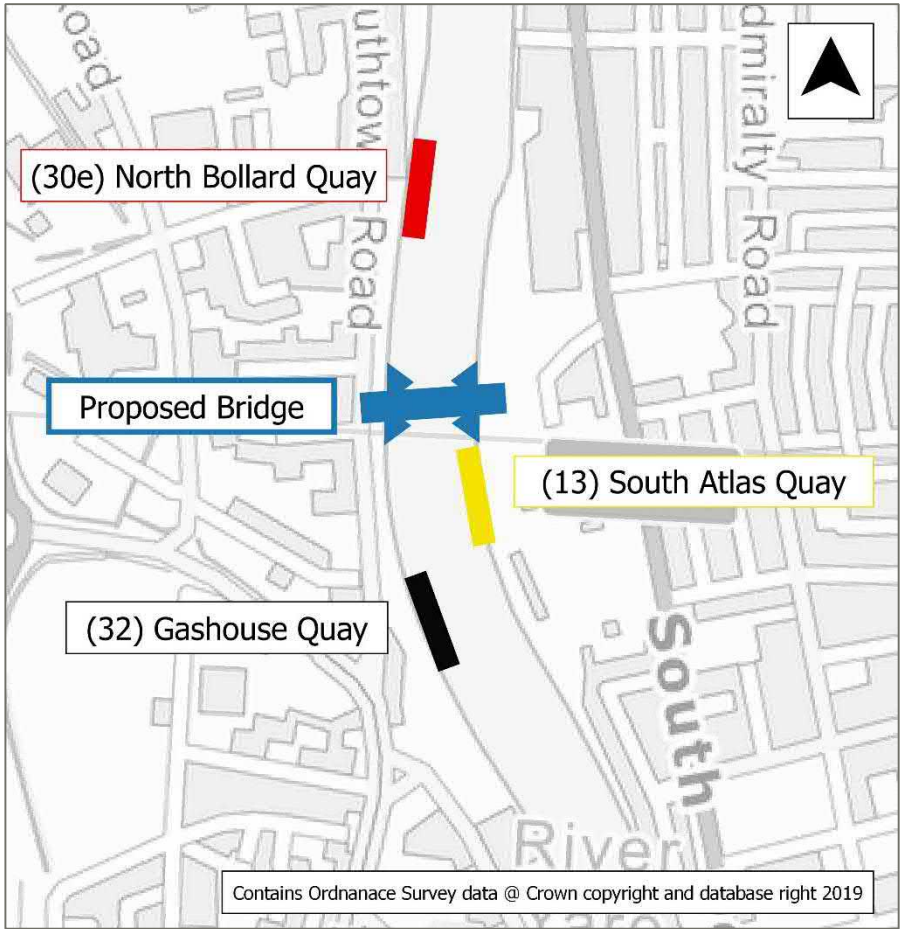 Road
uthtow
dmiralty
(30e) North Bollard Quay
Road
Road
Proposed Bridge
(13) South Atlas Quay
(32) Gashouse Quay
South
River
Contains Ordnanace Survey data @ Crown copyright and database right 2019